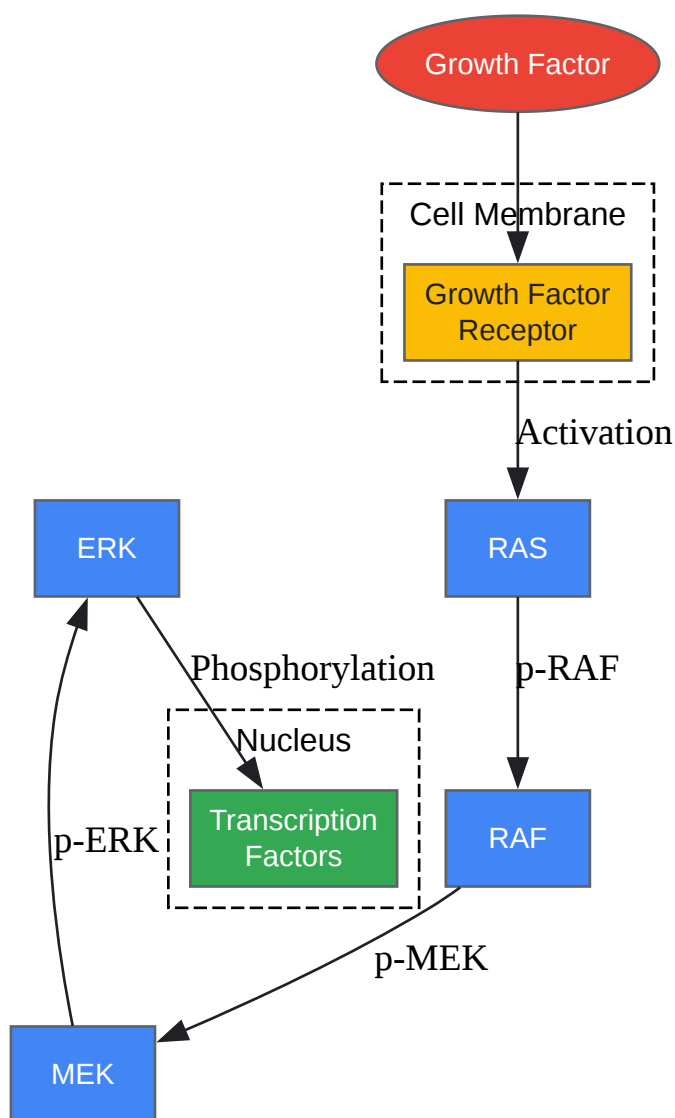 Growth Factor
Cell Membrane
Growth Factor
Receptor
Activation
ERK
RAS
Phosphorylation
p-RAF
Nucleus
Transcription
Factors
RAF
p-ERK
p-MEK
MEK